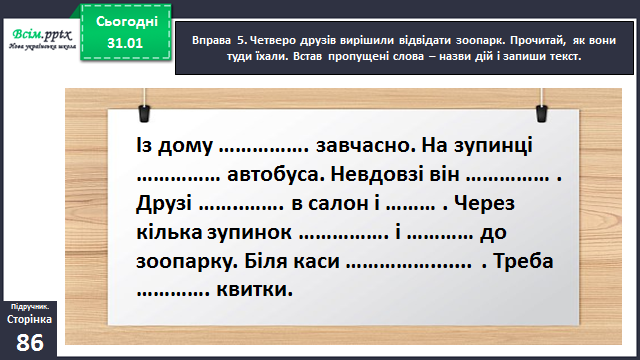 Всім.pptx
Нова українська школа
Сьогодні
31.01
Вправа 5. Четверо друзів вирішили відвідати зоопарк. Прочитай, як вони
туди їхали. Встав пропущені слова – назви дій і запиши текст.
Із дому ……………. завчасно. На зупинці
…………… автобуса. Невдовзі він …………… .
Друзі ……..…….. в салон і ……… . Через
кілька зупинок ……………. і ………… до
зоопарку. Біля каси ……………..….… . Треба
…………. квитки.
Підручник.
Сторінка
86